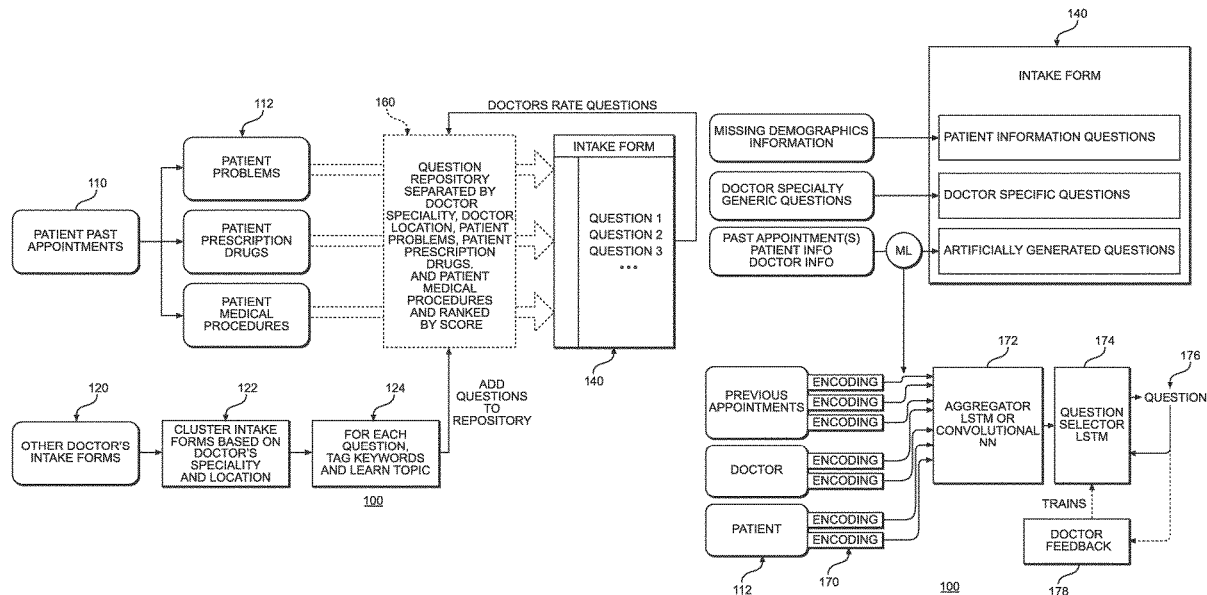 112
160
DOCTORS RATE QUESTIONS
110
PATIENT PAST
APPOINTMENTS
PATIENT
PROBLEMS
PATIENT
PRESCRIPTION
DRUGS
PATIENT
MEDICAL
PROCEDURES
QUESTION
REPOSITORY
SEPARATED BY
DOCTOR
SPECIALITY, DOCTOR
LOCATION, PATIENT
PROBLEMS, PATIENT
PRESCRIPTION
DRUGS,
AND PATIENT
MEDICAL
PROCEDURES
AND RANKED
BY SCORE
INTAKE FORM
QUESTION 1
QUESTION 2
QUESTION 3
•••
140
120
122
124
ADD
QUESTIONS
TO
REPOSITORY
OTHER DOCTOR'S
INTAKE FORMS
CLUSTER INTAKE
FORMS BASED ON
DOCTOR'S
SPECIALITY
AND LOCATION
FOR EACH
QUESTION,
TAG KEYWORDS
AND LEARN TOPIC
100
140
INTAKE FORM
MISSING DEMOGRAPHICS
INFORMATION
PATIENT INFORMATION QUESTIONS
DOCTOR SPECIALTY
GENERIC QUESTIONS
DOCTOR SPECIFIC QUESTIONS
PAST APPOINTMENT(S)
PATIENT INFO
DOCTOR INFO
ML
ARTIFICIALLY GENERATED QUESTIONS
172
174
176
PREVIOUS
APPOINTMENTS
ENCODING
ENCODING
ENCODING
DOCTOR
ENCODING
ENCODING
PATIENT
ENCODING
ENCODING
AGGREGATOR
LSTM OR
CONVOLUTIONAL
NN
QUESTION
SELECTOR
LSTM
QUESTION
TRAINS
DOCTOR
FEEDBACK
112
170
100
178